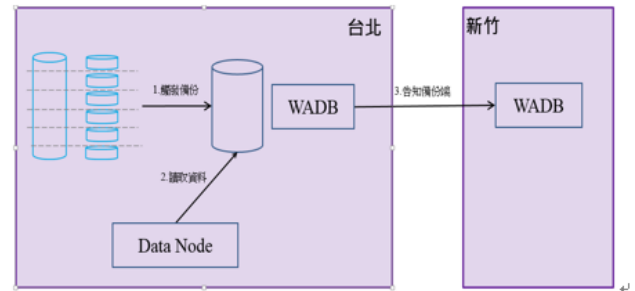 台北
新竹
1.觸發備份
WADB
3.告知備份端
WADB
2.讀取資料
Data Node